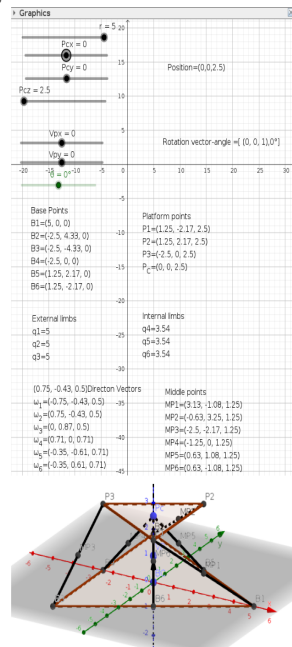 Graphics
r = 5
Pcx = 0
Pcy = 0
Position=(0,0,2.5)
Pcz = 2.5
Vpx = 0
Rotation vector-angle ={ (0, 0, 1),0°}
Vpy = 0
θ = 0°
Base Points
B1=(5, 0, 0)
B2=(-2.5, 4.33, 0)
B3=(-2.5, -4.33, 0)
B4=(-2.5, 0, 0)
B5=(1.25, 2.17, 0)
B6=(1.25, -2.17, 0)
Platform points
P1=(1.25, -2.17, 2.5)
P2=(1.25, 2.17, 2.5)
P3=(-2.5, 0, 2.5)
PC=(0, 0, 2.5)
External limbs
q1=5
q2=5
q3=5
Internal limbs
q4=3.54
q5=3.54
q6=3.54
(0.75, -0.43, 0.5)Directon Vectors
ω1=(-0.75, -0.43, 0.5)
ω2=(0.75, -0.43, 0.5)
ω3=(0, 0.87, 0.5)
ω4=(0.71, 0, 0.71)
ω5=(-0.35, -0.61, 0.71)
ω6=(-0.35, 0.61, 0.71)
Middle points
MP1=(3.13, -1.08, 1.25)
MP2=(-0.63, 3.25, 1.25)
MP3=(-2.5, -2.17, 1.25)
MP4=(-1.25, 0, 1.25)
MP5=(0.63, 1.08, 1.25)
MP6=(0.63, -1.08, 1.25)
P3
P2
B6
B1